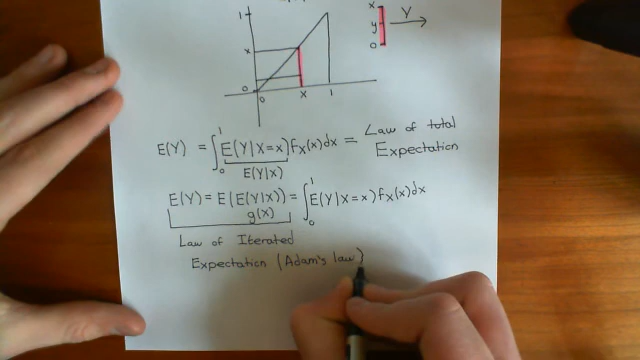 1
x
0
0
x
1
x
y
0
Y
E(Y) = ∫₀¹ E(Y|X=x) fₓ(x)dx = Law of total
Expectation
E(Y|x)
E(Y) = E(E(Y|x)) = ∫₀¹ E(Y|X=x) fₓ(x)dx
g(x)
Law of Iterated
Expectation (Adam's law)